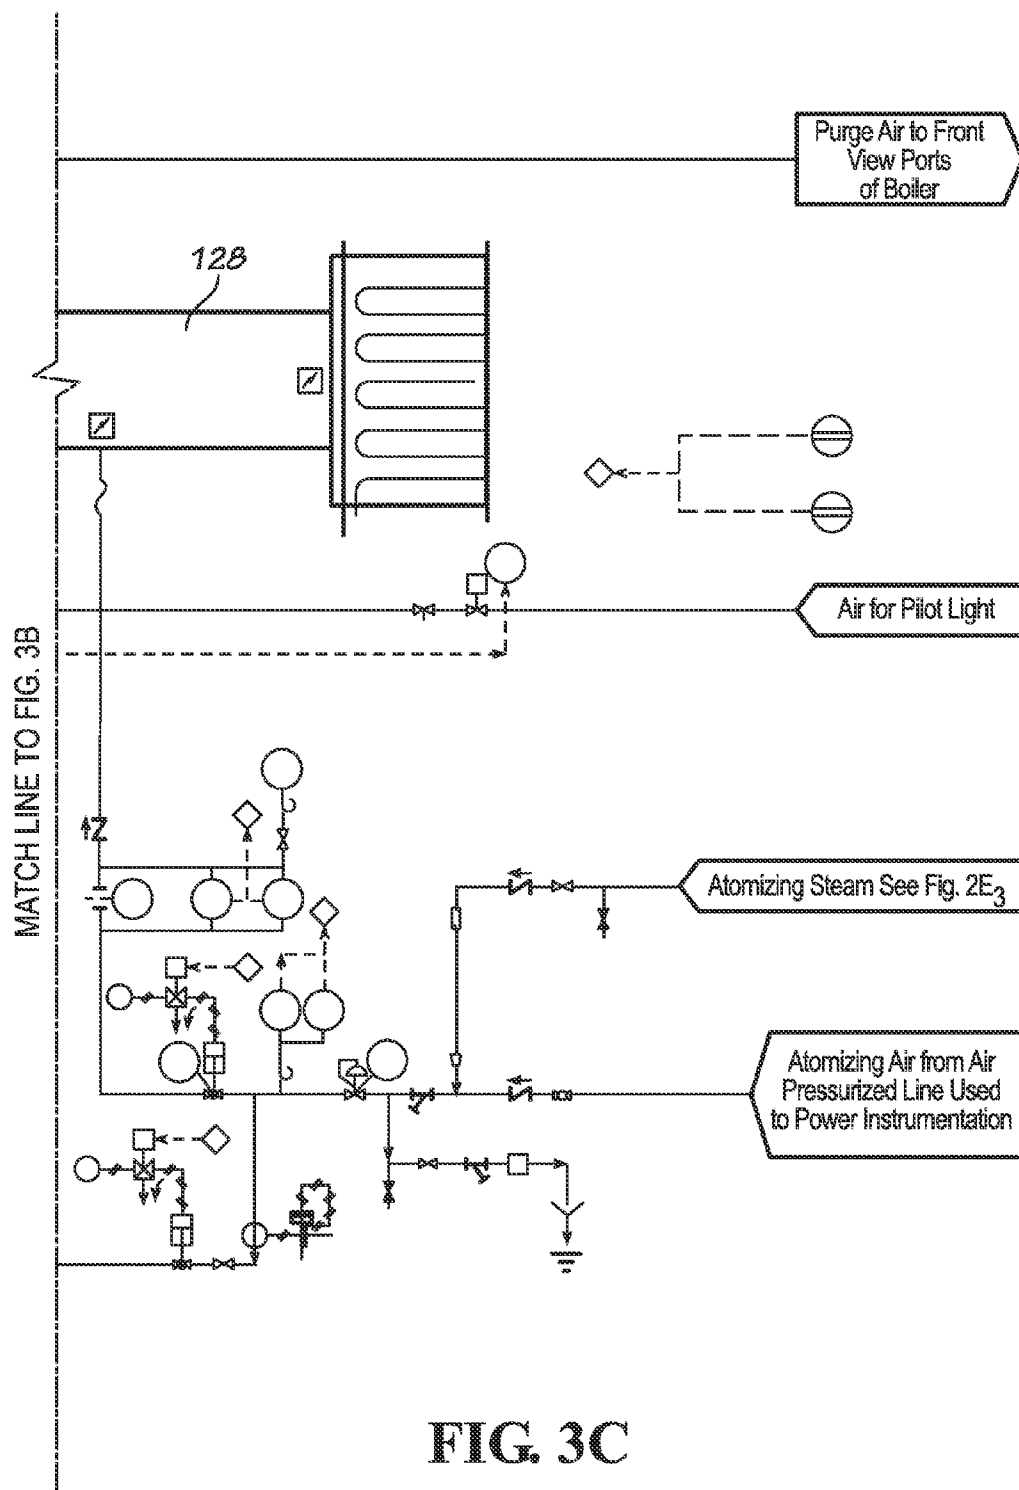 Purge Air to Front
View Ports
of Boiler
128
Air for Pilot Light
MATCH LINE TO FIG. 3B
Z
Atomizing Steam See Fig. 2E3
Atomizing Air from Air
Pressurized Line Used
to Power Instrumentation
FIG. 3C